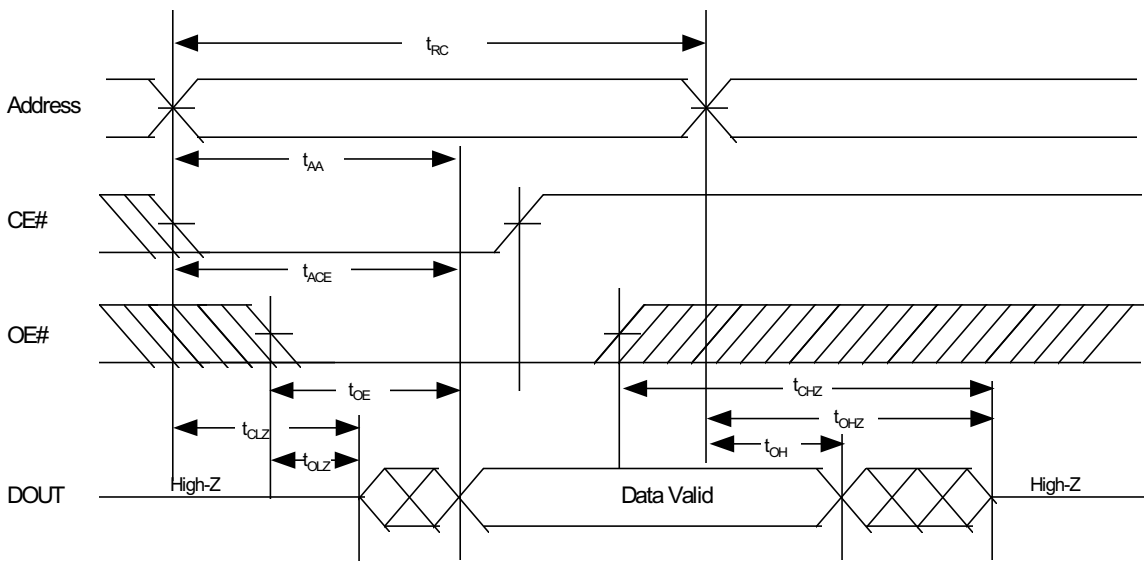 tRC
Address
tAA
CE#
tACE
OE#
tOE
tCHZ
tCLZ
tOHZ
tOLZ
tOH
DOUT
High-Z
Data Valid
High-Z